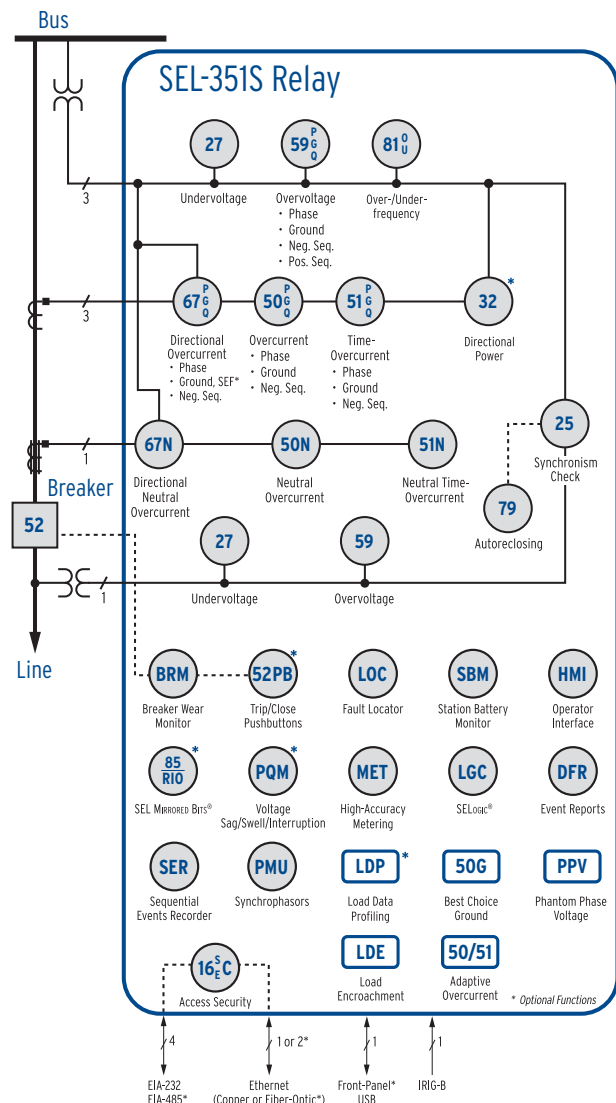 Bus
SEL-351S Relay
27
59 P G Q
81 O U
Undervoltage
Overvoltage
· Phase
· Ground
· Neg. Seq.
· Pos. Seq.
Over-/Under-
frequency
3
67 P G Q
50 P G Q
51 P G Q
32 *
3
Directional
Overcurrent
· Phase
· Ground, SEF*
· Neg. Seq.
Overcurrent
· Phase
· Ground
· Neg. Seq.
Time-
Overcurrent
· Phase
· Ground
· Neg. Seq.
Directional
Power
25
Synchronism
Check
67N
50N
51N
1
Directional
Neutral
Overcurrent
Neutral
Overcurrent
Neutral Time-
Overcurrent
79
Autoreclosing
Breaker
52
27
59
1
Undervoltage
Overvoltage
Line
BRM
52PB *
LOC
SBM
HMI
Breaker Wear
Monitor
Trip/Close
Pushbuttons
Fault Locator
Station Battery
Monitor
Operator
Interface
85
RIO *
PQM *
MET
LGC
DFR
SEL MIRRORED BITS®
Voltage
Sag/Swell/Interruption
High-Accuracy
Metering
SELOGIC®
Event Reports
SER
PMU
LDP *
50G
PPV
Sequential
Events Recorder
Synchrophasors
Load Data
Profiling
Best Choice
Ground
Phantom Phase
Voltage
16 S E C
Access Security
LDE
50/51
Load
Encroachment
Adaptive
Overcurrent
* Optional Functions
4
1 or 2*
1
1
EIA-232
EIA-485*
Ethernet
(Copper or Fiber-Optic*)
Front-Panel*
USB
IRIG-B